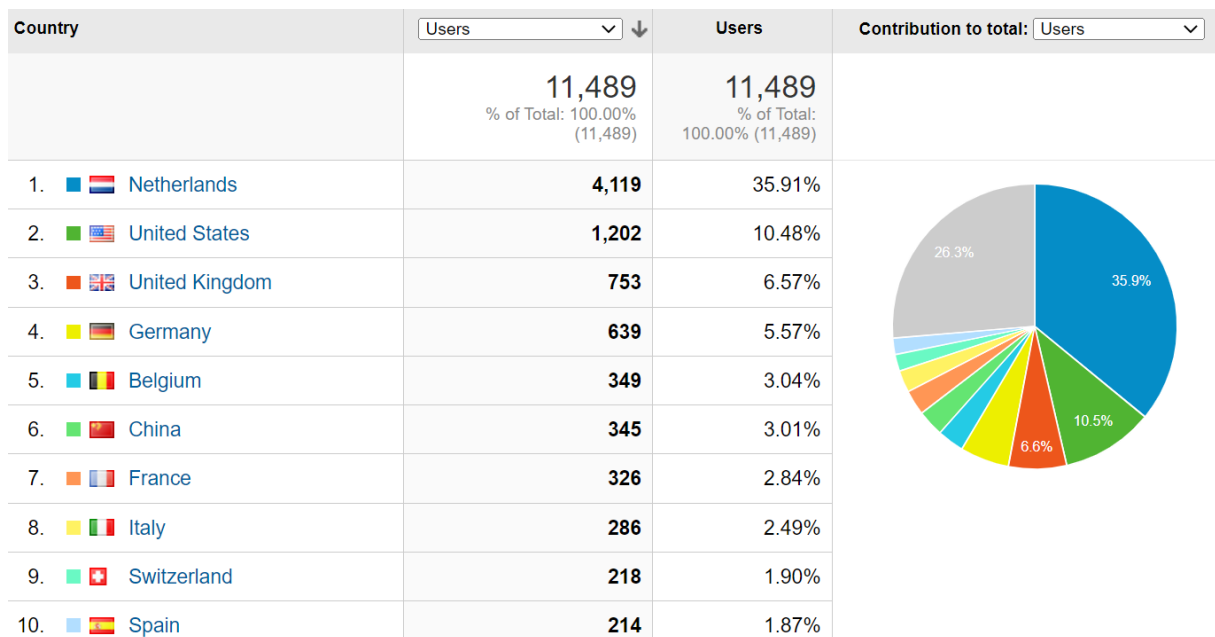 Country Users Users Contribution to total: Users
11,489 11,489
% of Total: 100.00% % of Total:
(11,489) 100.00% (11,489)
1. Netherlands 4,119 35.91%
2. United States 1,202 10.48%
3. United Kingdom 753 6.57%
4. Germany 639 5.57%
5. Belgium 349 3.04%
6. China 345 3.01%
7. France 326 2.84%
8. Italy 286 2.49%
9. Switzerland 218 1.90%
10. Spain 214 1.87%
26.3%
35.9%
10.5%
6.6%